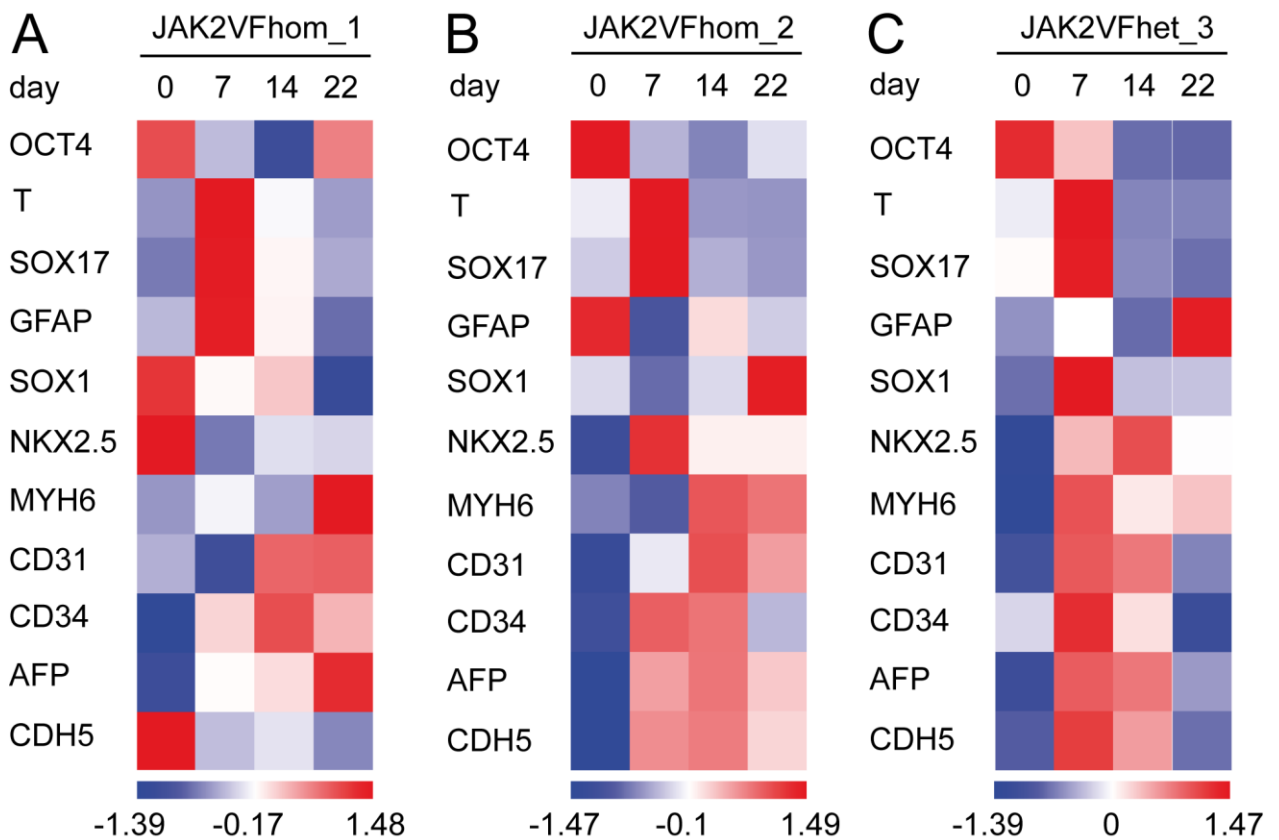 A JAK2VFhom_1
day 0 7 14 22
OCT4
T
SOX17
GFAP
SOX1
NKX2.5
MYH6
CD31
CD34
AFP
CDH5
-1.39 -0.17 1.48
B JAK2VFhom_2
day 0 7 14 22
OCT4
T
SOX17
GFAP
SOX1
NKX2.5
MYH6
CD31
CD34
AFP
CDH5
-1.47 -0.1 1.49
C JAK2VFhet_3
day 0 7 14 22
OCT4
T
SOX17
GFAP
SOX1
NKX2.5
MYH6
CD31
CD34
AFP
CDH5
-1.39 0 1.47